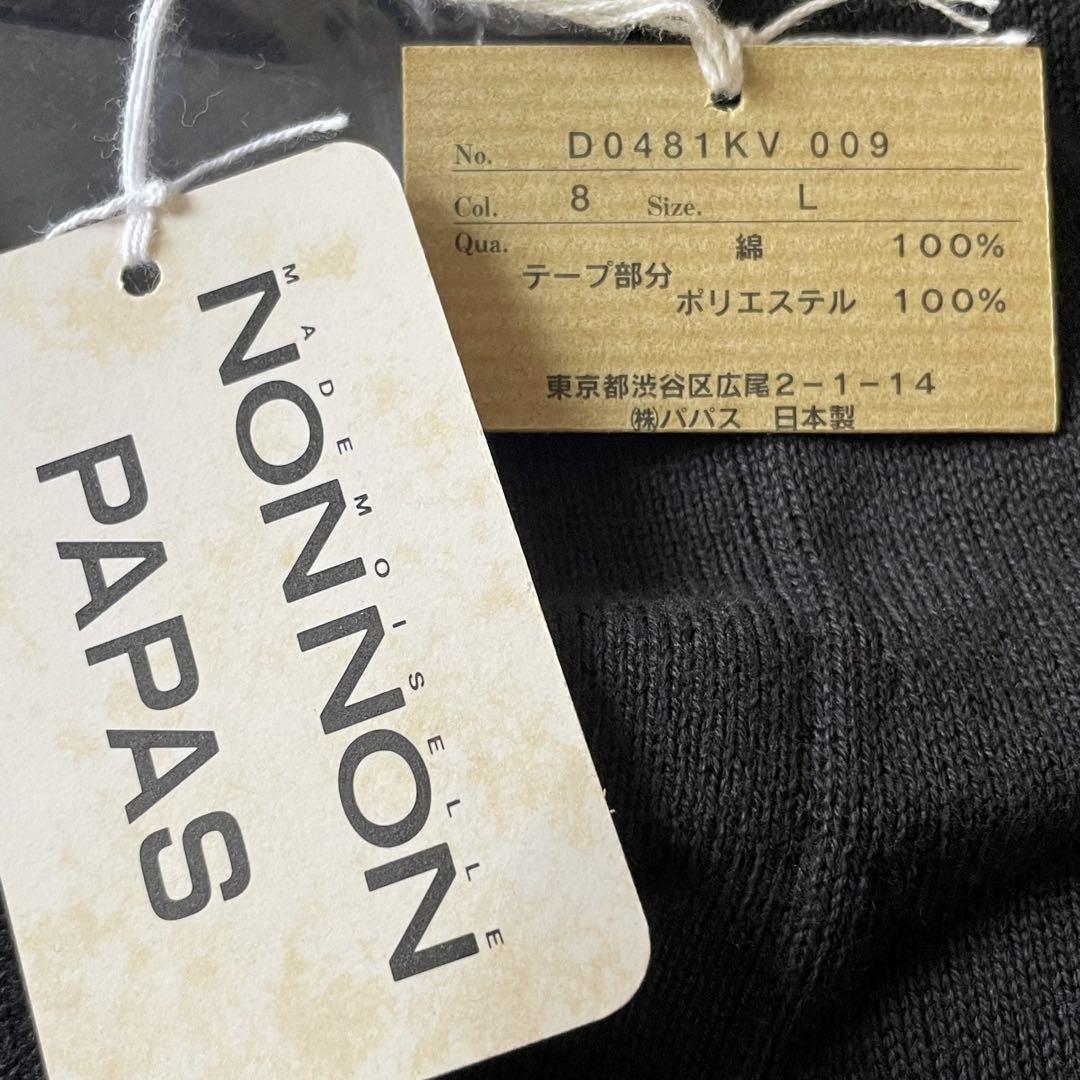 MADEMOISELLE
NONNON
PAPAS
No. D0481KV 009
Col. 8 Size. L
Qua. 綿 100%
テープ部分
ポリエステル 100%
東京都渋谷区広尾2-1-14
㈱パパス 日本製